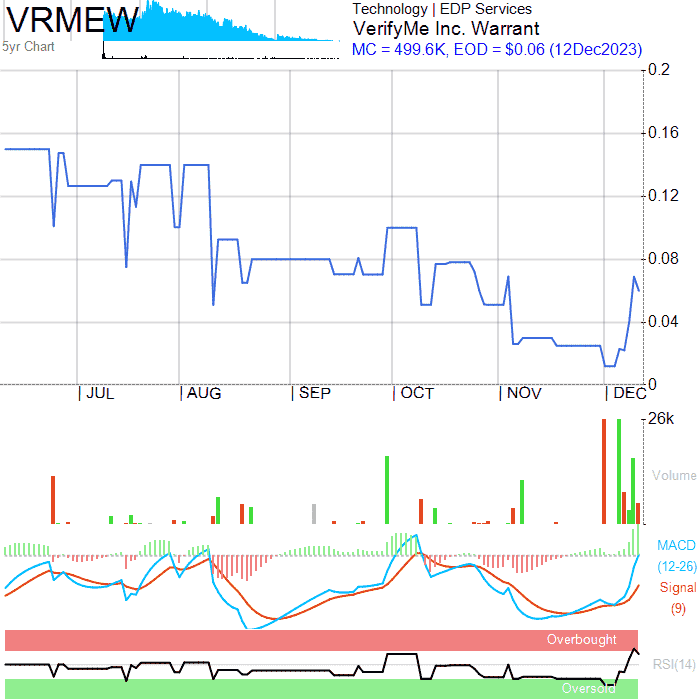 VRMEW
5yr Chart
Technology | EDP Services
VerifyMe Inc. Warrant
MC = 499.6K, EOD = $0.06 (12Dec2023)
0.2
0.16
0.12
0.08
0.04
0
| JUL | AUG | SEP | OCT | NOV | DEC
26k
Volume
MACD
(12-26)
Signal
(9)
Overbought
RSI(14)
Oversold